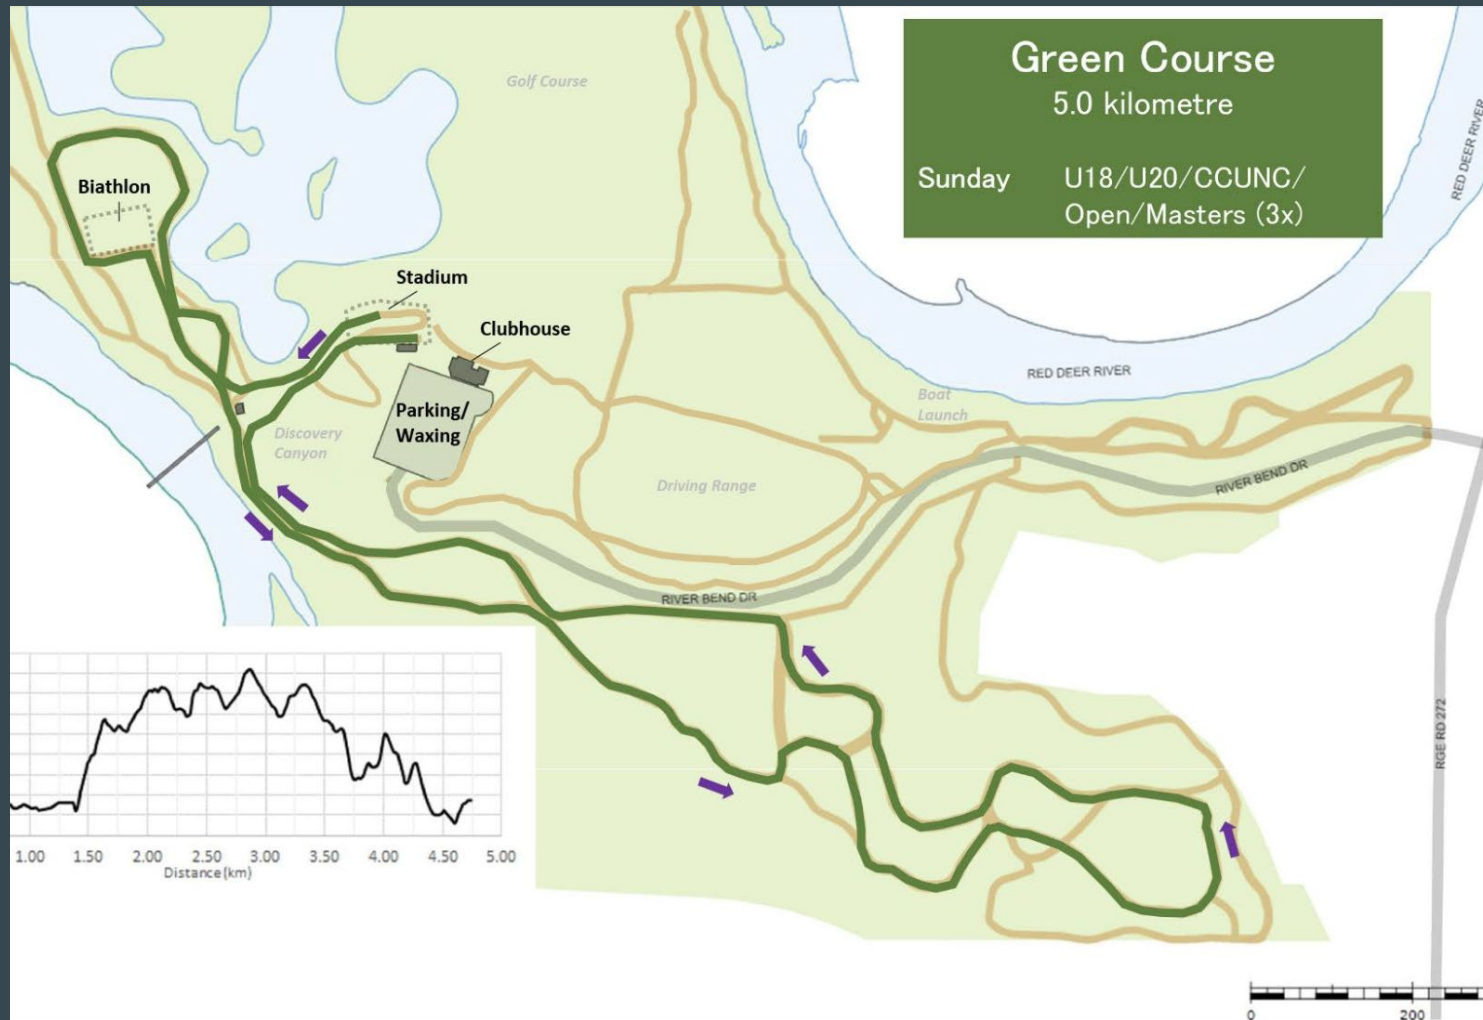 Green Course
5.0 kilometre
Sunday U18/U20/CCUNC/
Open/Masters (3x)
Golf Course
RED DEER RIVER
Biathlon
Stadium
Clubhouse
RED DEER RIVER
Boat
Launch
Parking/
Waxing
Discovery
Canyon
Driving Range
RIVER BEND DR
RIVER BEND DR
RGE RD 272
1.00 1.50 2.00 2.50 3.00 3.50 4.00 4.50 5.00
Distance(km)
0 200